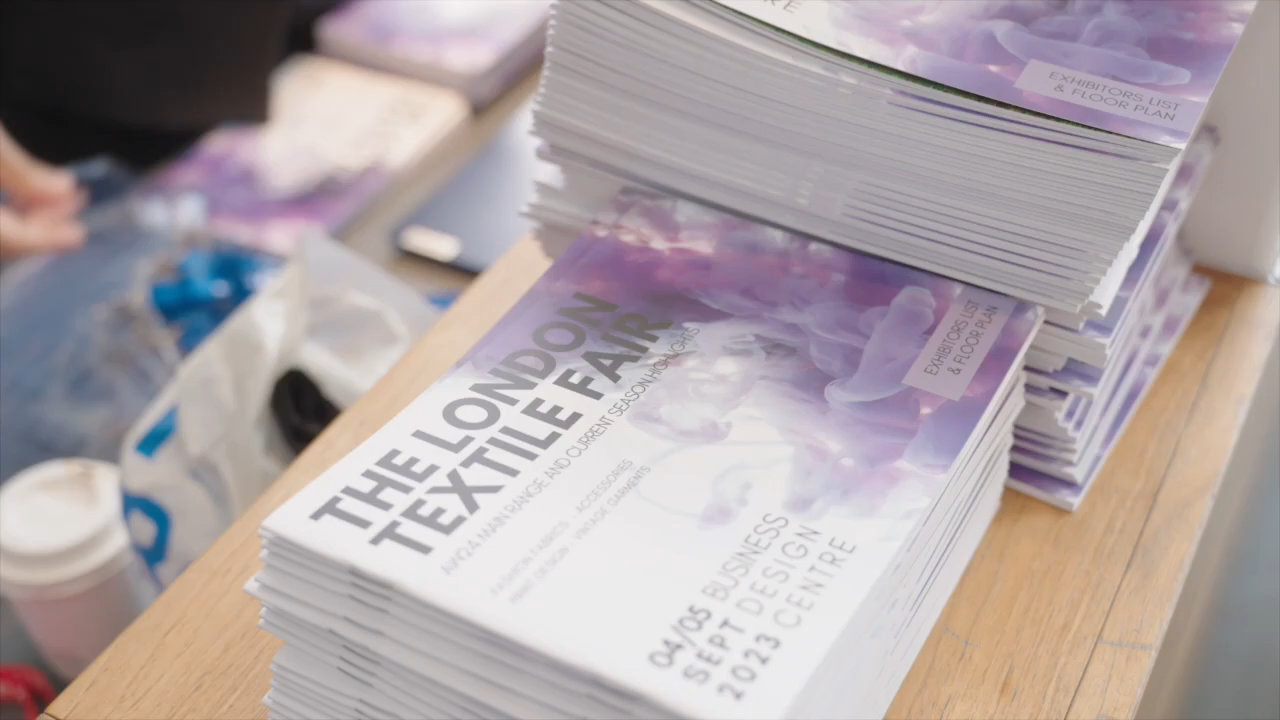 EXHIBITORS LIST
& FLOOR PLAN
THE LONDON
TEXTILE FAIR
AW24 MAIN RANGE AND CURRENT SEASON HIGHLIGHTS
FASHION FABRICS ACCESSORIES
PRINT DESIGN VINTAGE GARMENTS
EXHIBITORS LIST
& FLOOR PLAN
04/05 BUSINESS
SEPT DESIGN
2023 CENTRE